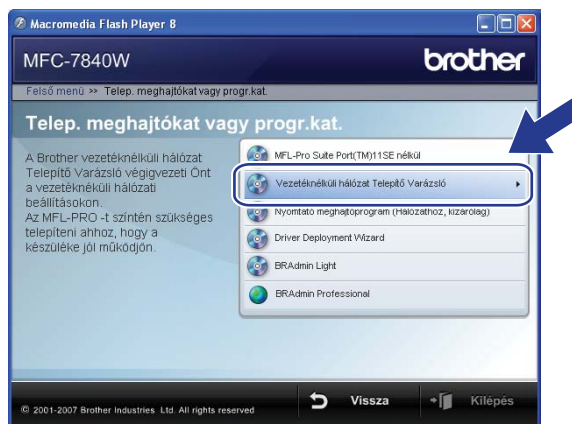 Macromedia Flash Player 8
MFC-7840W
brother
Felső menü >> Telep. meghajtókat vagy progr.kat.
Telep. meghajtókat vagy progr.kat.
A Brother vezetéknélküli hálózat
Telepítő Varázsló végigvezeti Önt
a vezetéknéküli hálózati
beállításokon.
Az MFL-PRO -t színtén szükséges
telepíteni ahhoz, hogy a
készüléke jól működjön.
MFL-Pro Suite Port(TM)11SE nélkül
Vezetéknélküli hálózat Telepítő Varázsló
Nyomtató meghajtóprogram (Hálózathoz, kizárólag)
Driver Deployment Wizard
BRAdmin Light
BRAdmin Professional
© 2001-2007 Brother Industries Ltd. All rights reserved
Vissza
Kilépés